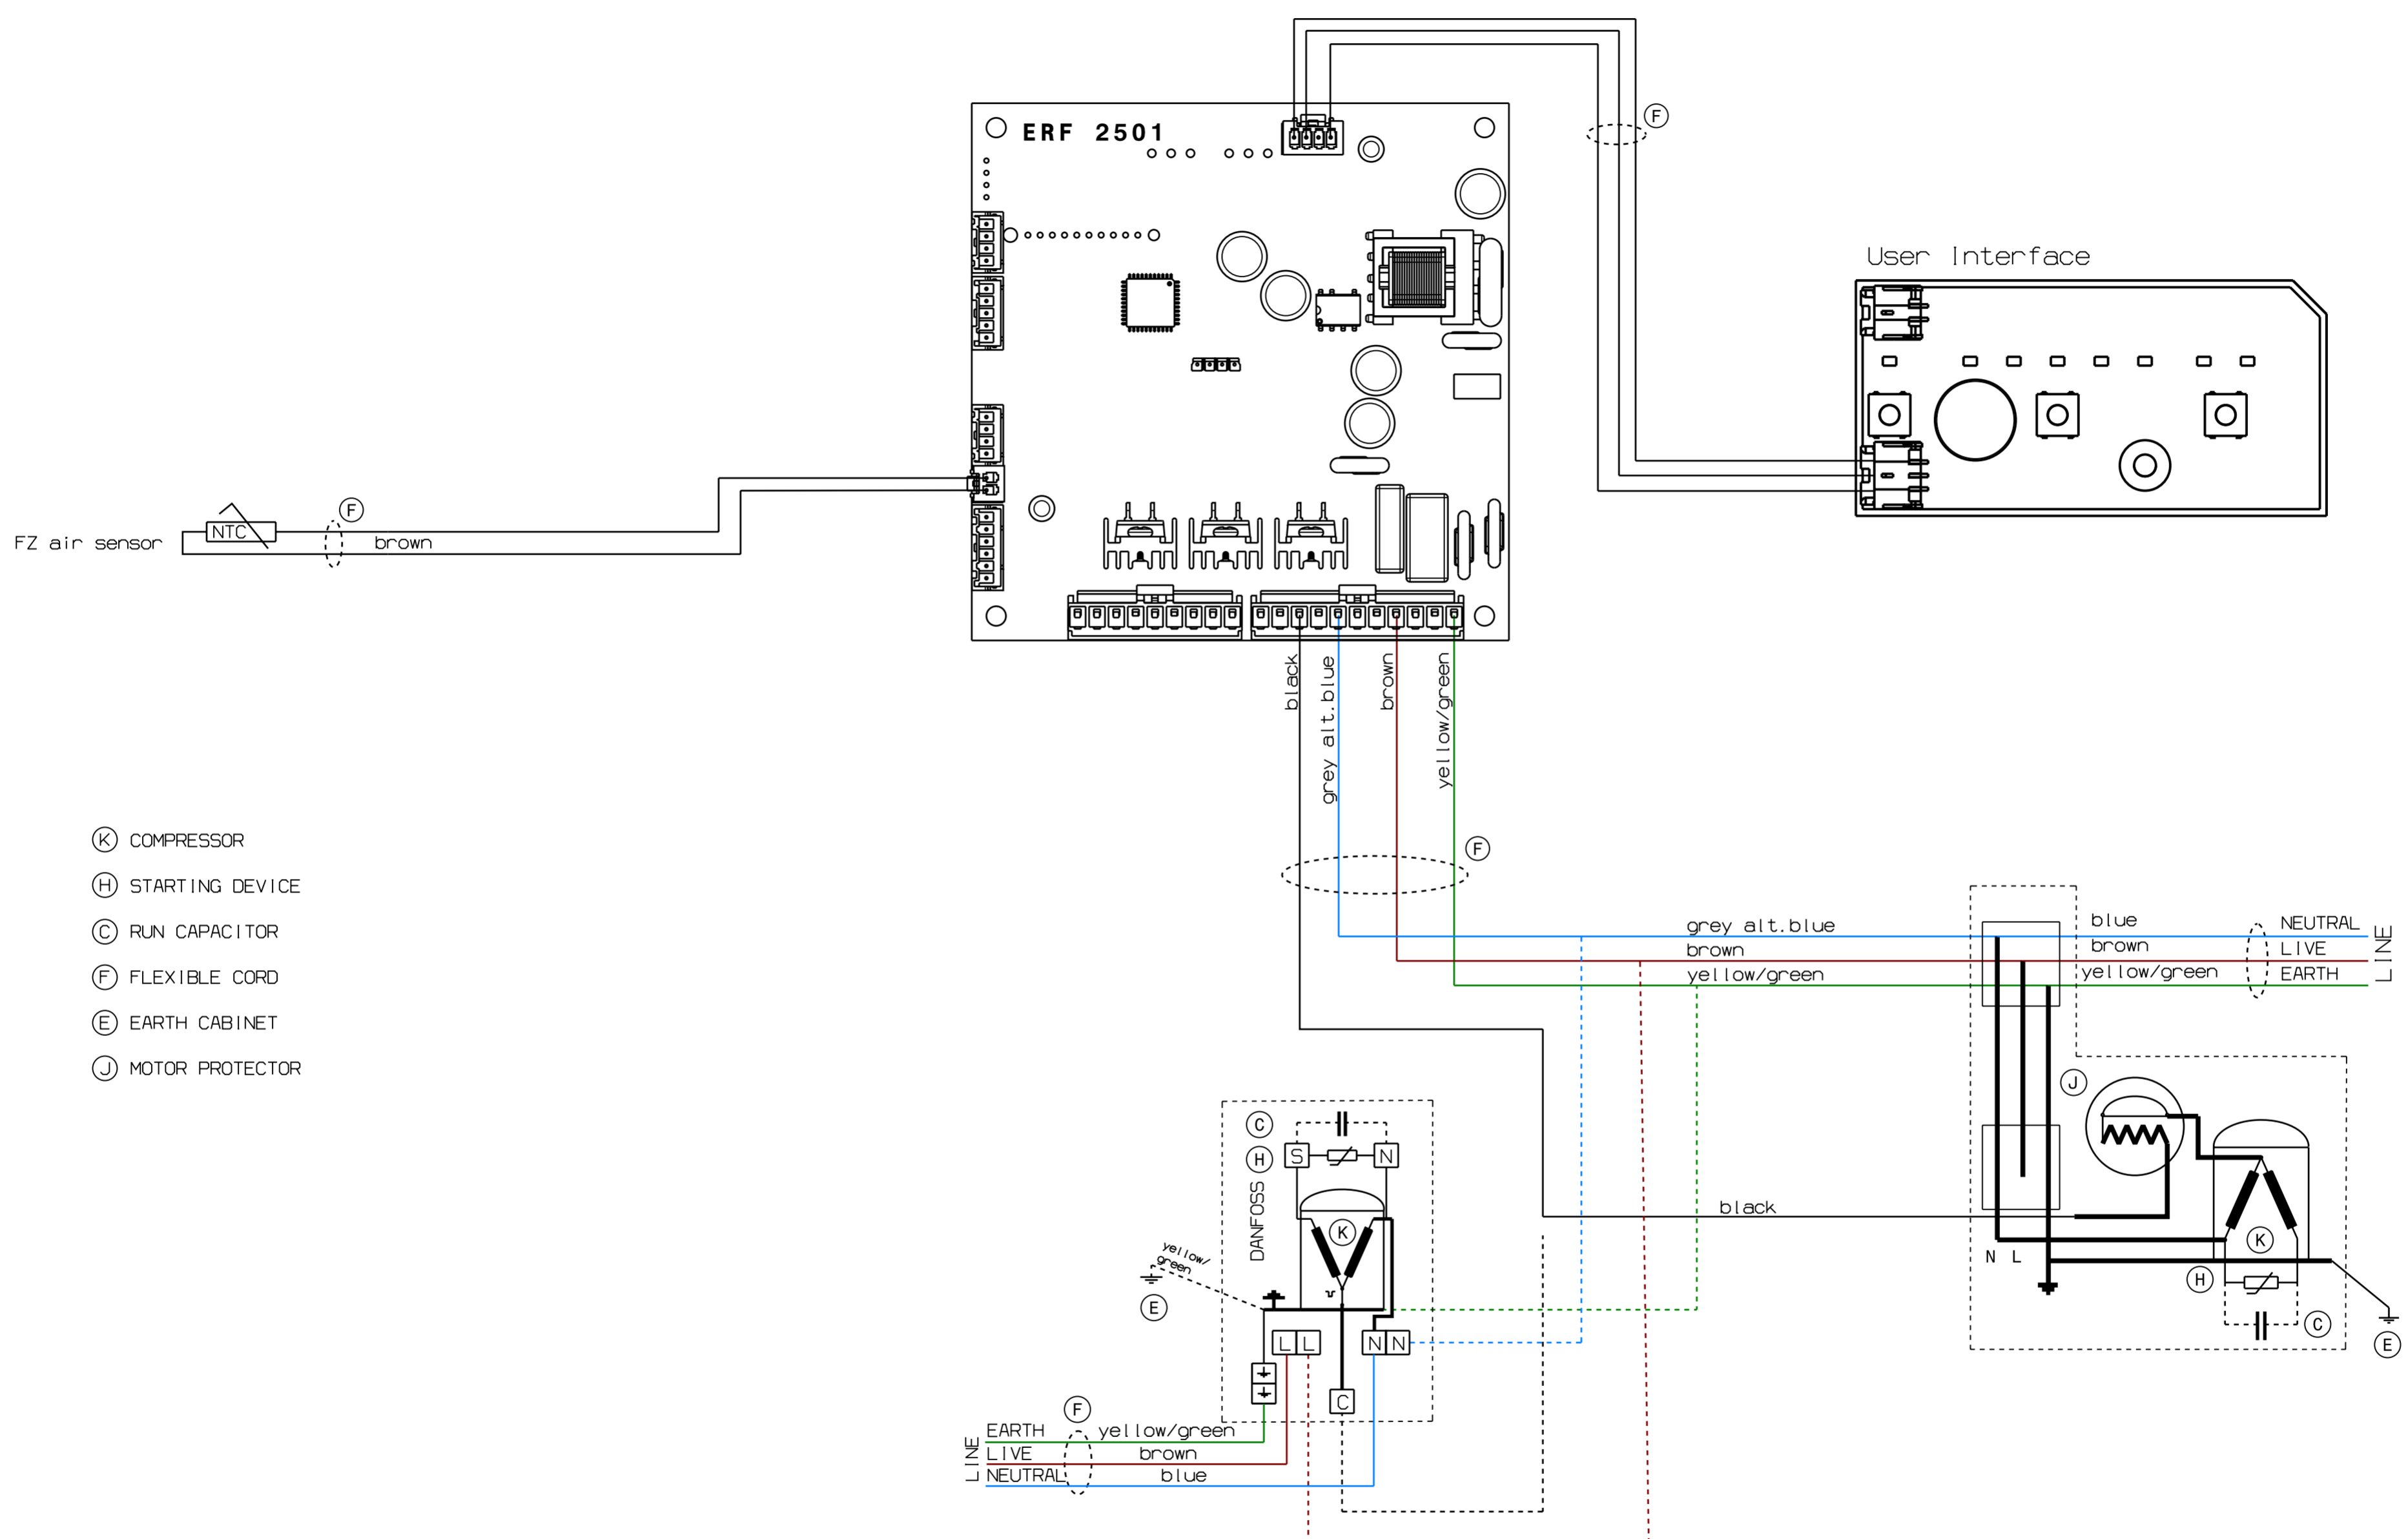 ERF 2501
F
User Interface
F
NTC
FZ air sensor
brown
black
grey alt.blue
brown
yellow/green
K COMPRESSOR
H STARTING DEVICE
C RUN CAPACITOR
F FLEXIBLE CORD
E EARTH CABINET
J MOTOR PROTECTOR
F
grey alt.blue
brown
yellow/green
blue
brown
yellow/green
NEUTRAL
LIVE
EARTH
LINE
J
C
H
S
N
DANFOSS
K
yellow/
green
E
L L
N N
C
black
N L
K
H
C
E
F
LINE
EARTH yellow/green
LIVE brown
NEUTRAL blue